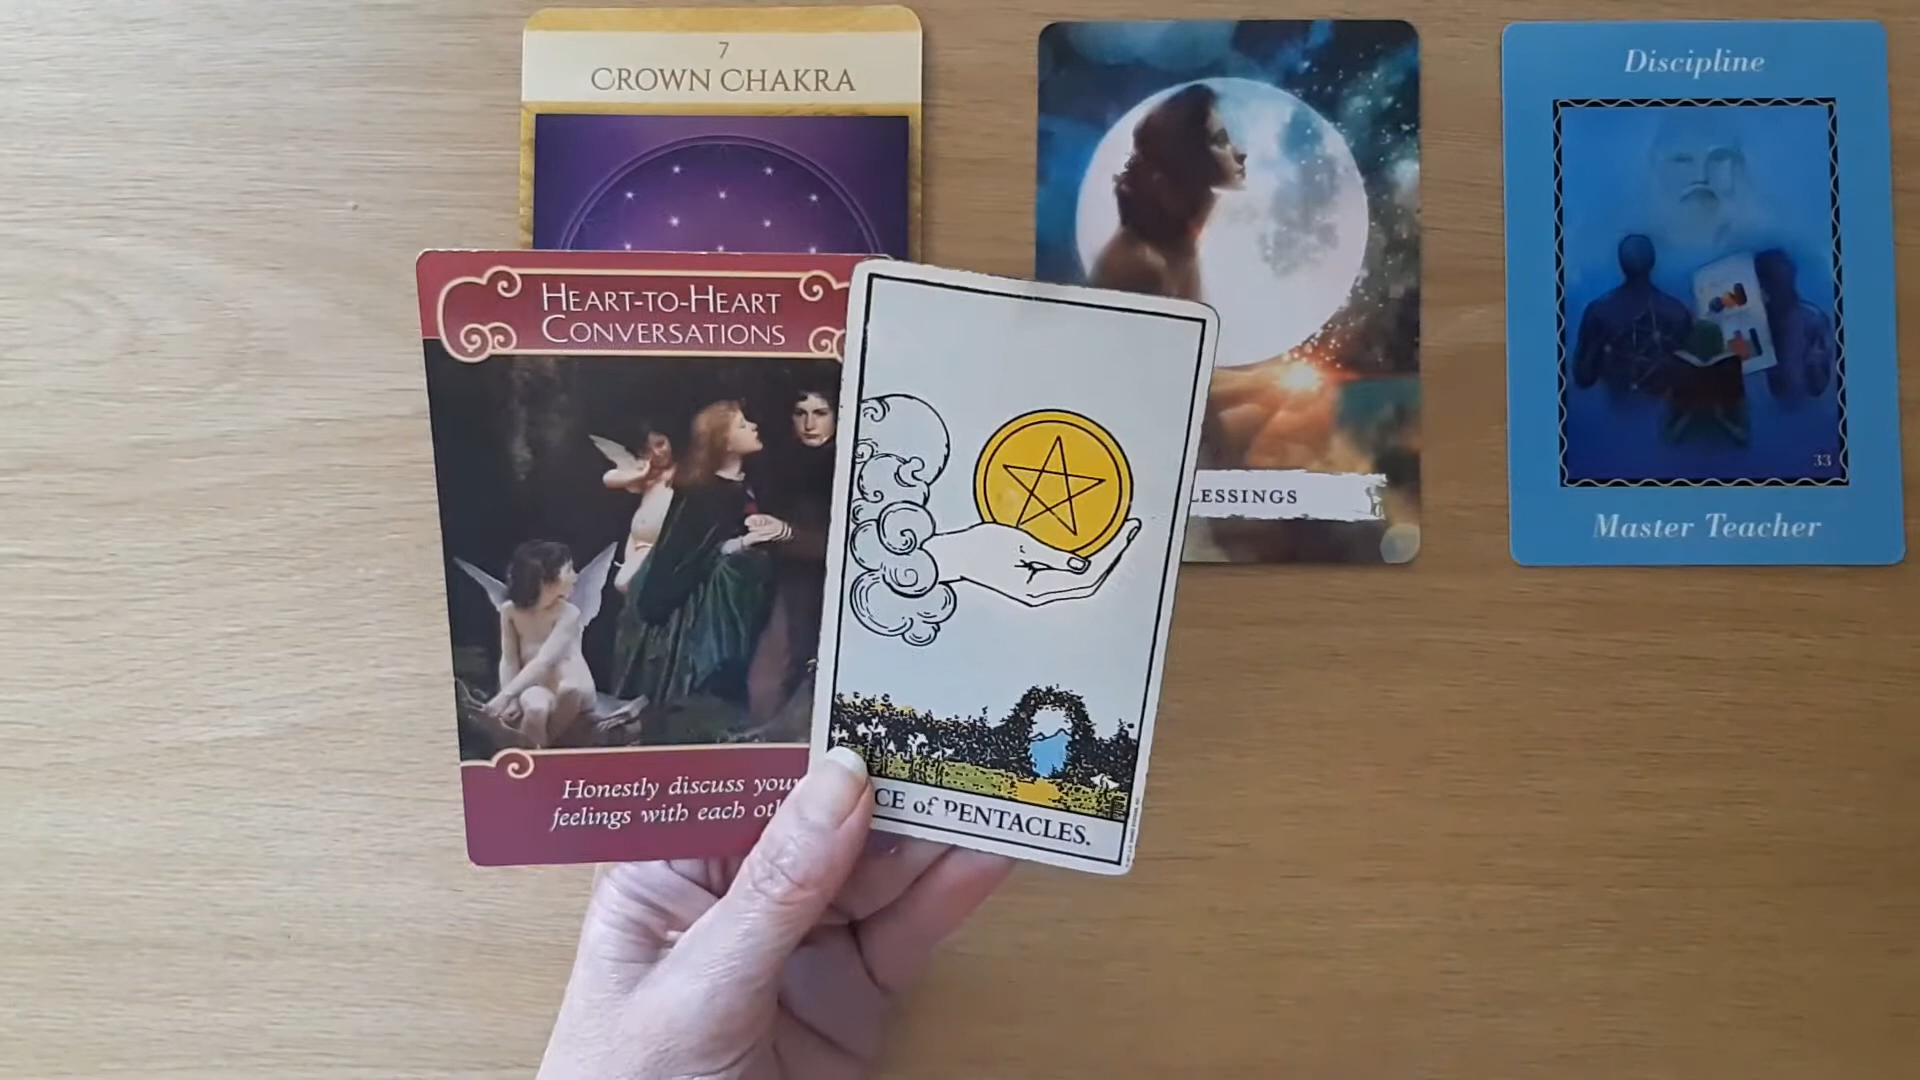 7
CROWN CHAKRA
Discipline
33
Master Teacher
LESSINGS
HEART-TO-HEART
CONVERSATIONS
Honestly discuss your
feelings with each oth
CE of PENTACLES.